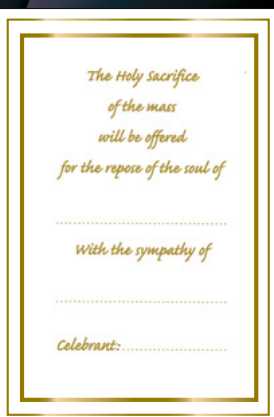 The Holy Sacrifice
of the mass
will be offered
for the repose of the soul of
With the sympathy of
Celebrant: